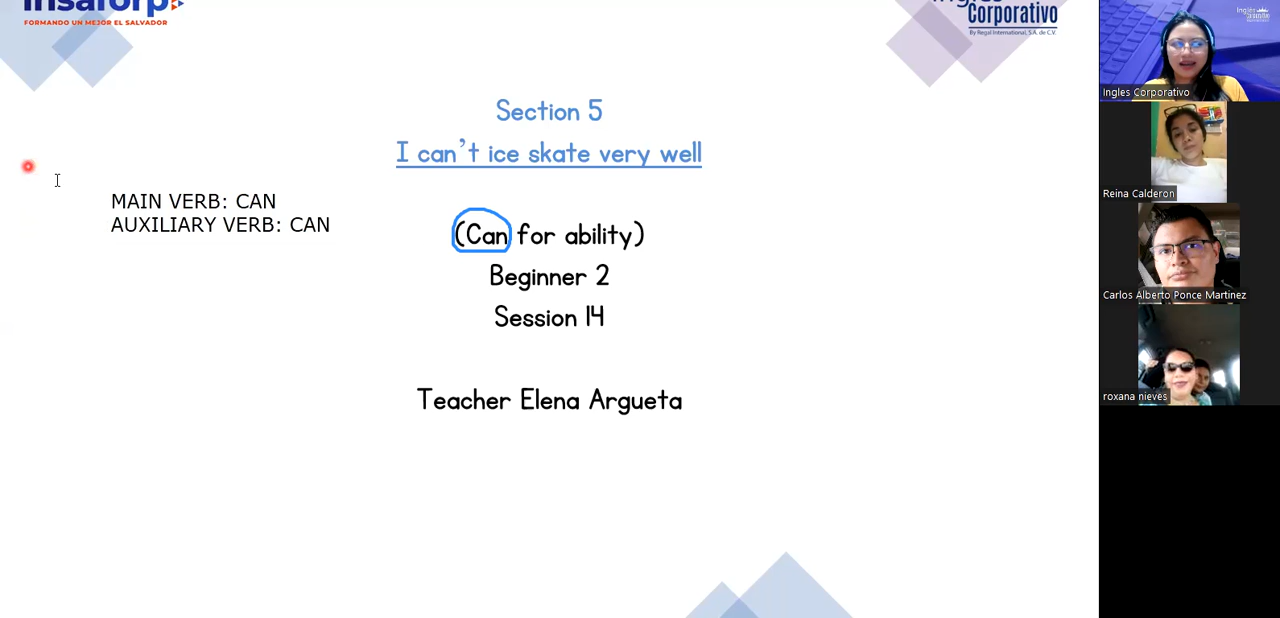 FORMANDO UN MEJOR EL SALVADOR
Corporativo
By Regal International, S.A. de C.V.
Section 5
I can't ice skate very well
MAIN VERB: CAN
AUXILIARY VERB: CAN
(Can for ability)
Beginner 2
Session 14
Teacher Elena Argueta
Ingles Corporativo
Reina Calderon
Carlos Alberto Ponce Martinez
roxana nieves